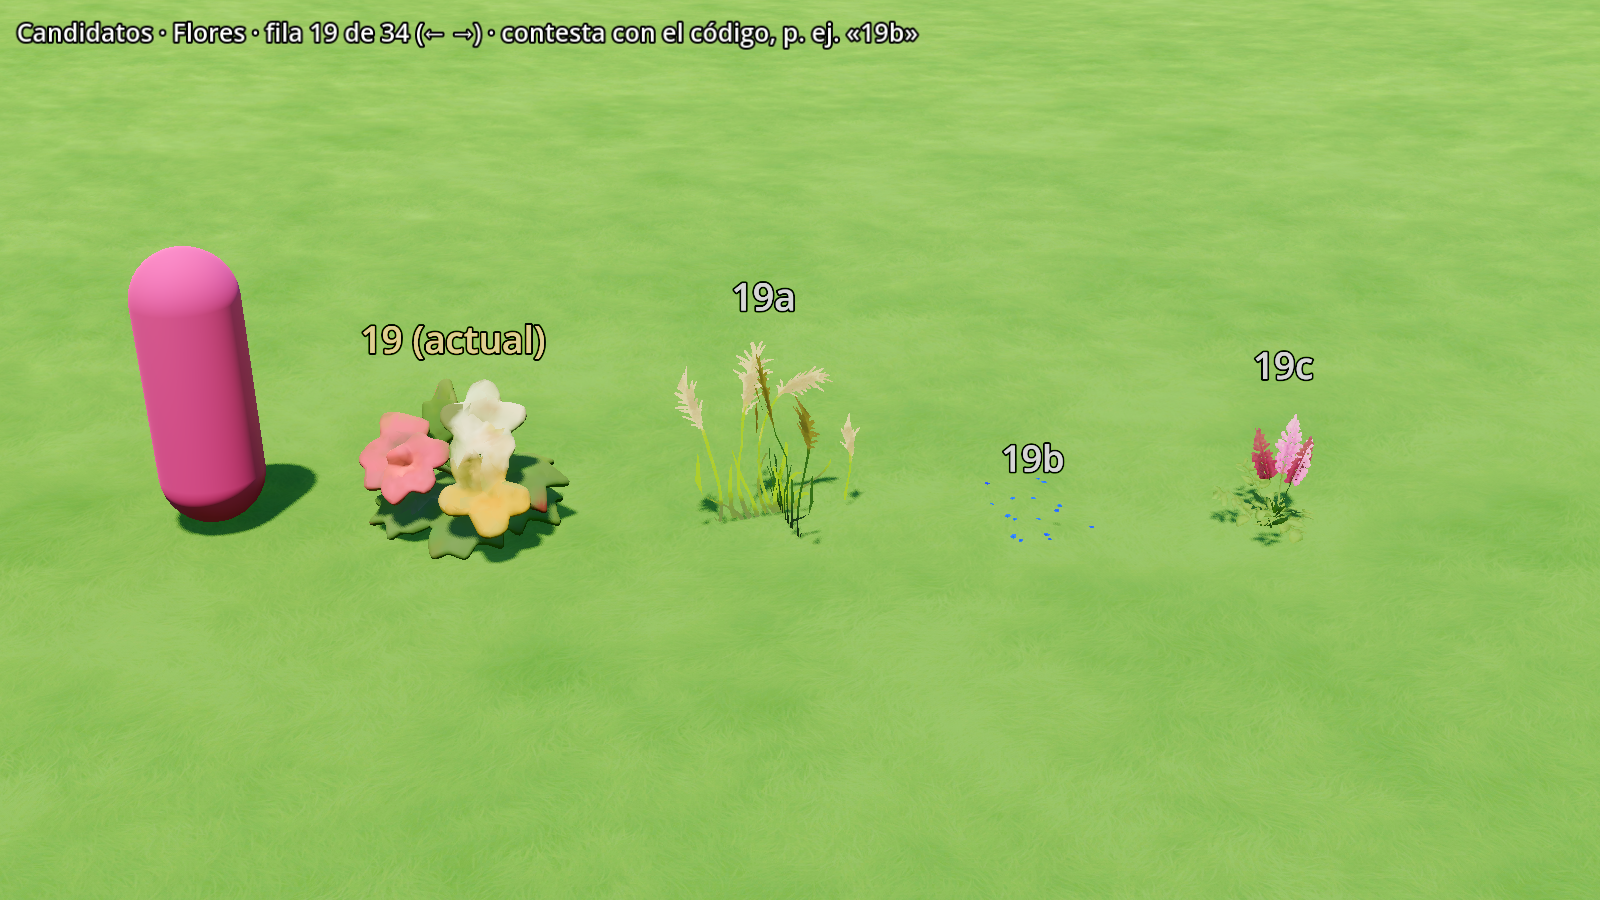 Candidatos · Flores · fila 19 de 34 (← →) · contesta con el código, p. ej. «19b»
19a
19 (actual)
19c
19b